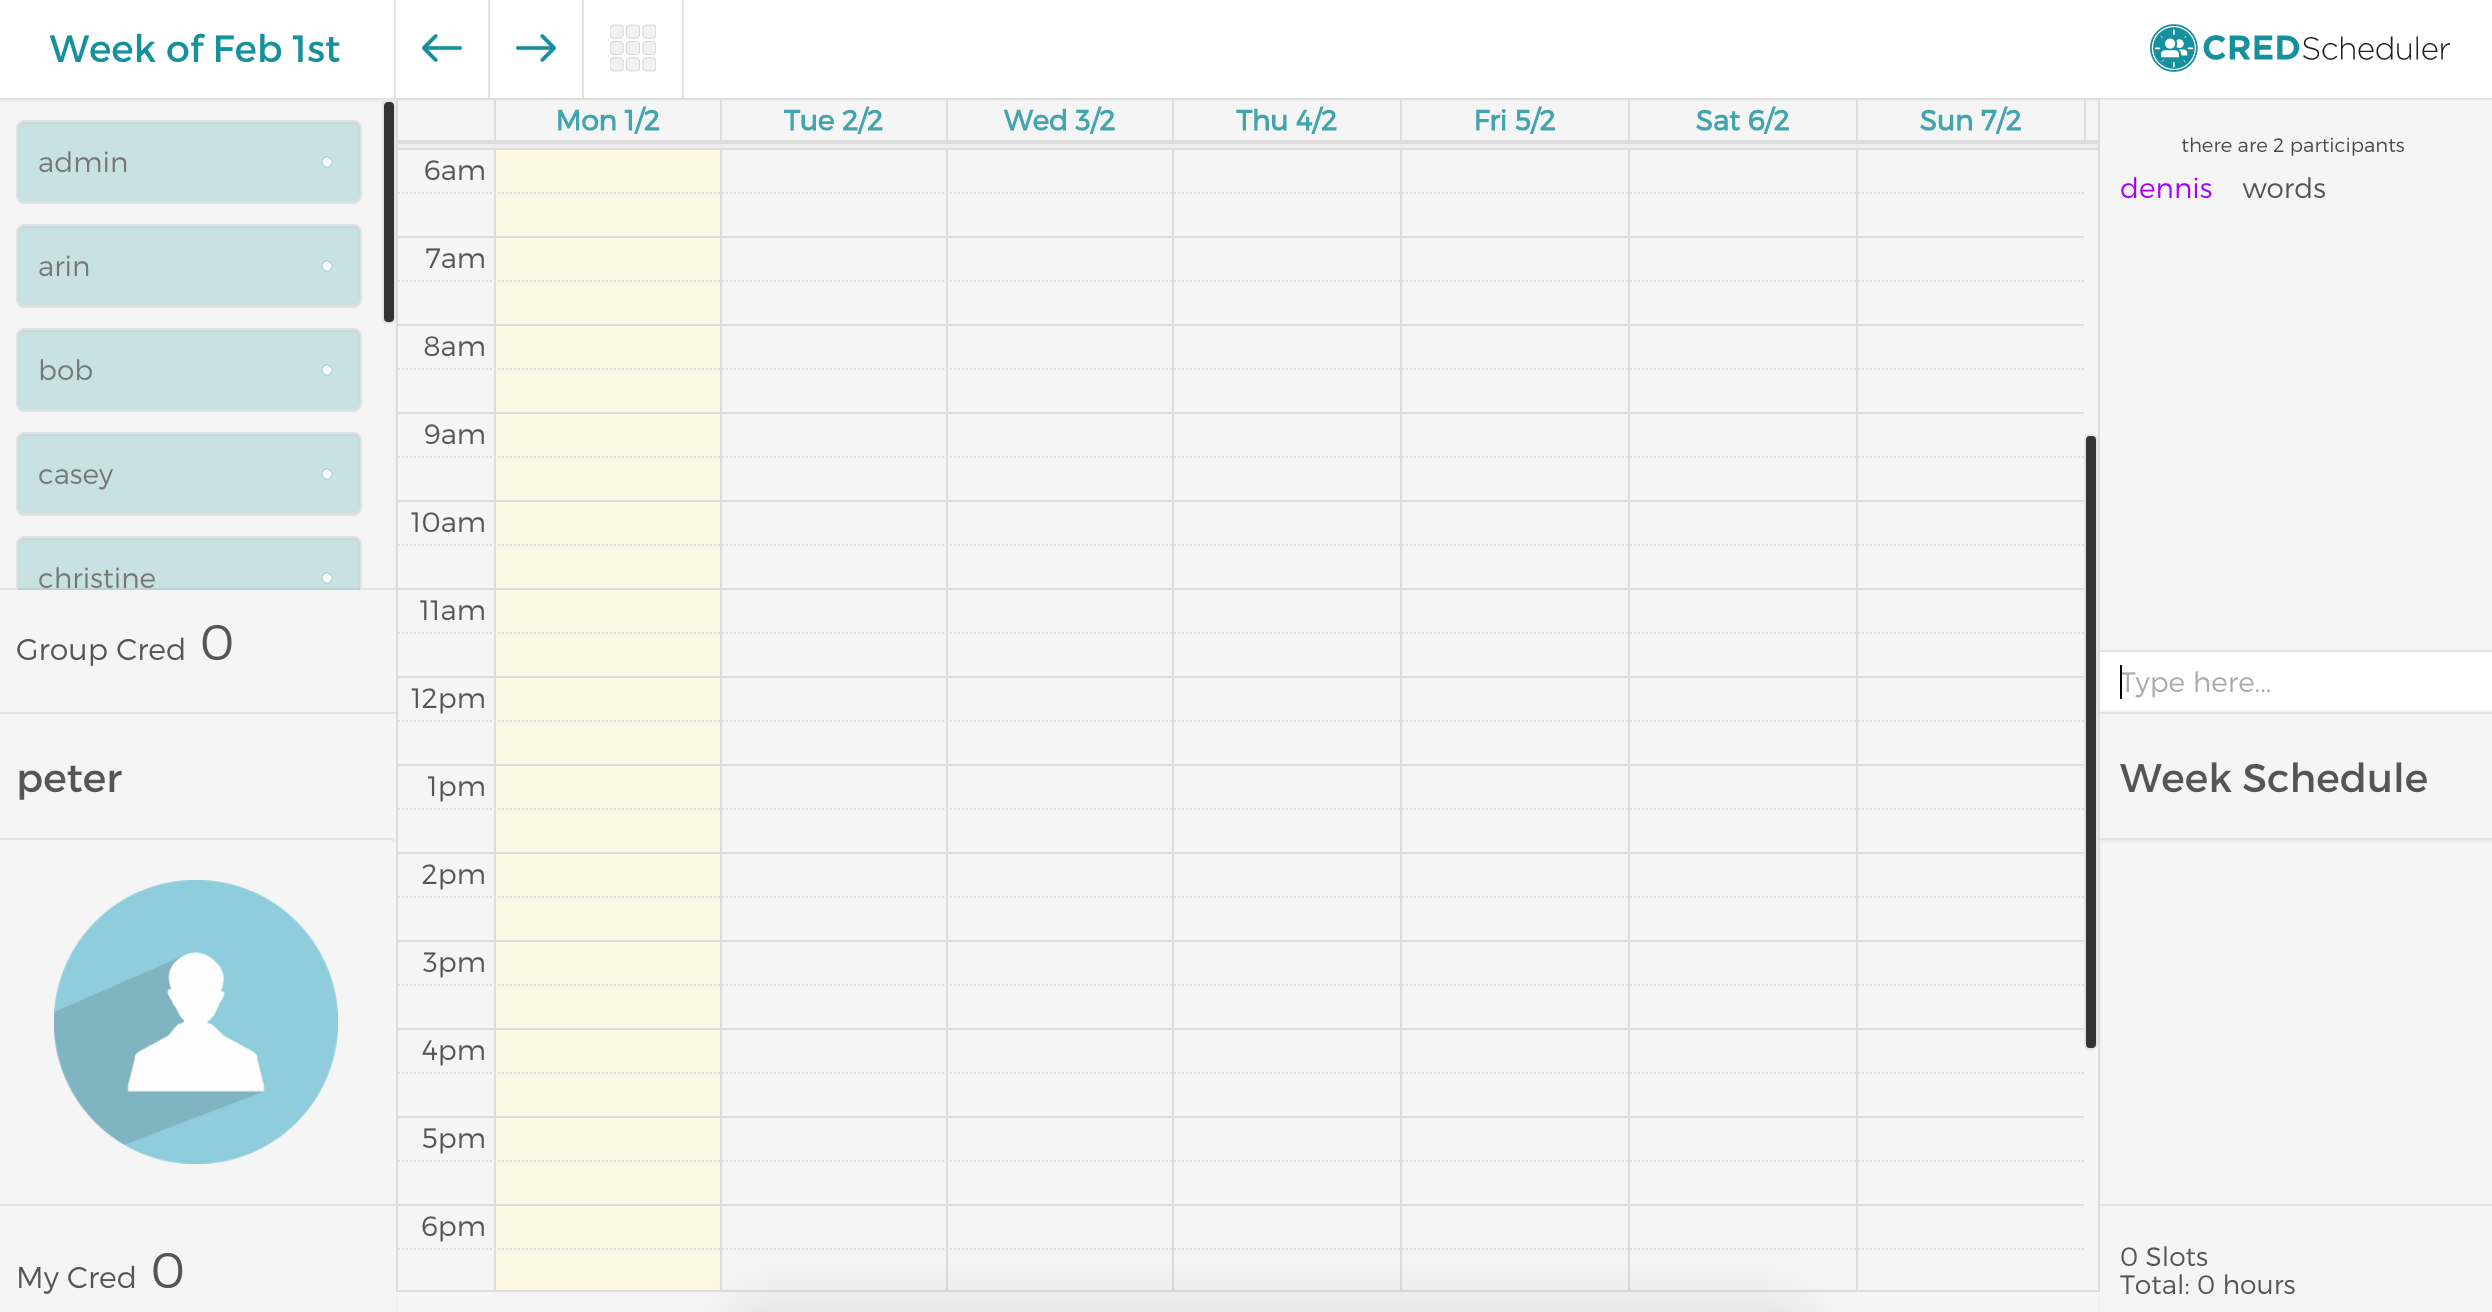 Week of Feb 1st
CREDScheduler
admin
arin
bob
casey
christine
Group Cred 0
peter
My Cred 0
Mon 1/2 Tue 2/2 Wed 3/2 Thu 4/2 Fri 5/2 Sat 6/2 Sun 7/2
6am
7am
8am
9am
10am
11am
12pm
1pm
2pm
3pm
4pm
5pm
6pm
there are 2 participants
dennis words
Type here...
Week Schedule
0 Slots
Total: 0 hours